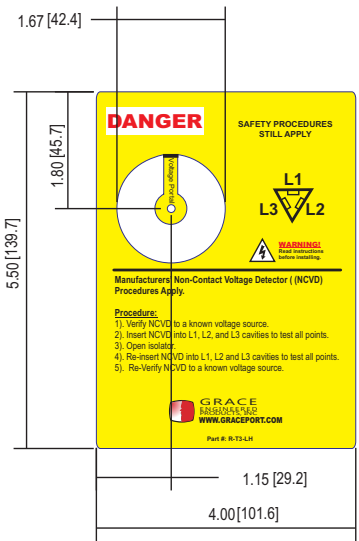 1.67 [42.4]
DANGER
SAFETY PROCEDURES
STILL APPLY
1.80 [45.7]
5.50 [139.7]
Voltage Portal
L1
L3
L2
WARNING!
Read instructions
before installing.
Manufacturers Non-Contact Voltage Detector ( (NCVD)
Procedures Apply.
Procedure:
1). Verify NCVD to a known voltage source.
2). Insert NCVD into L1, L2, and L3 cavities to test all points.
3). Open isolator.
4). Re-insert NCVD into L1, L2 and L3 cavities to test all points.
5). Re-Verify NCVD to a known voltage source.
GRACE
ENGINEERED
PRODUCTS, INC.
WWW.GRACEPORT.COM
Part #: R-T3-LH
1.15 [29.2]
4.00 [101.6]